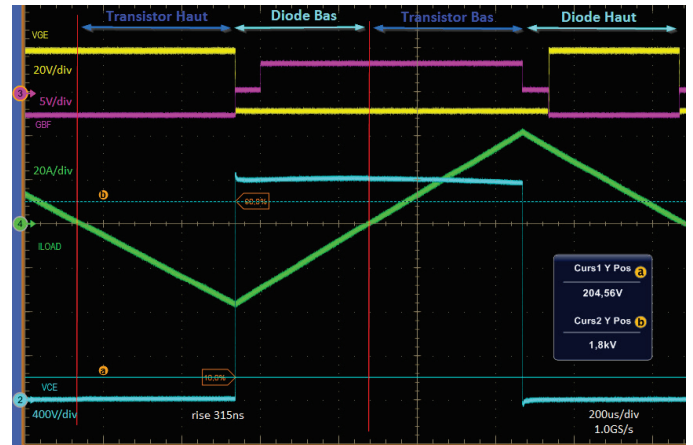 Transistor Haut
Diode Bas
Transistor Bas
Diode Haut
VGE
20V/div
3
5V/div
GBF
20A/div
b
90,0%
4
ILOAD
Curs1 Y Pos a
204,56V
Curs2 Y Pos b
1,8kV
a
10,0%
VCE
2
400V/div
rise 315ns
200us/div
1.0GS/s